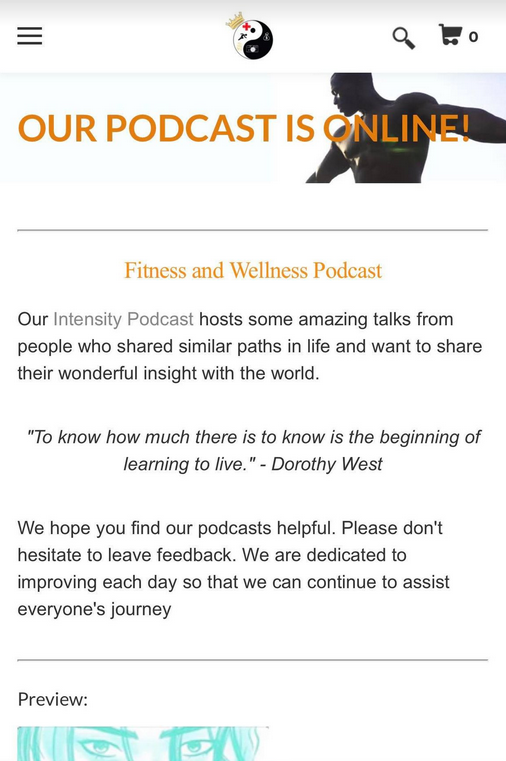 0
OUR PODCAST IS ONLINE!
Fitness and Wellness Podcast
Our Intensity Podcast hosts some amazing talks from
people who shared similar paths in life and want to share
their wonderful insight with the world.
"To know how much there is to know is the beginning of
learning to live." - Dorothy West
We hope you find our podcasts helpful. Please don't
hesitate to leave feedback. We are dedicated to
improving each day so that we can continue to assist
everyone's journey
Preview: